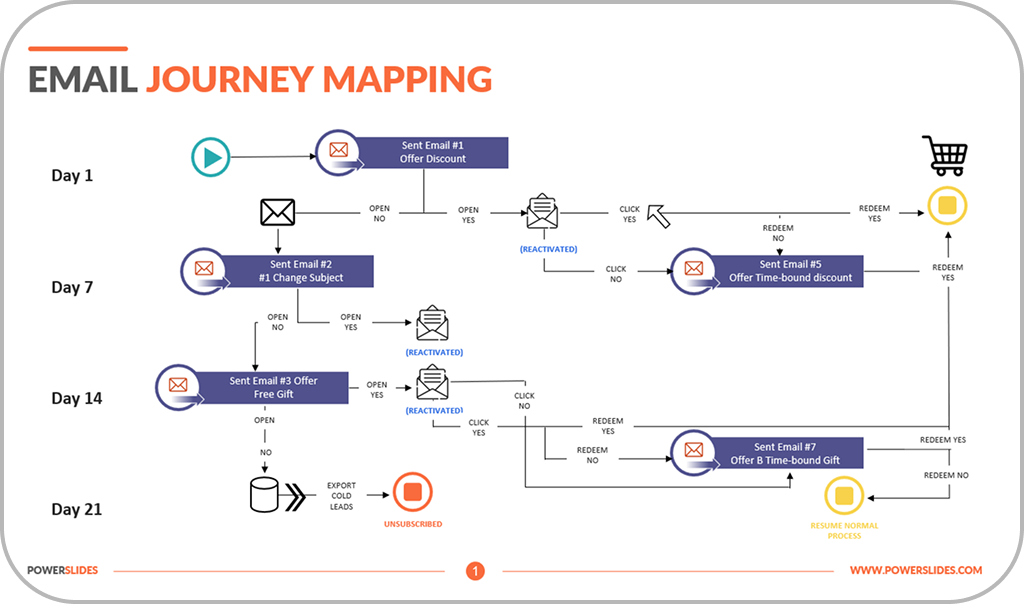 EMAIL JOURNEY MAPPING
Day 1
Sent Email #1
Offer Discount
OPEN
NO
OPEN
YES
(REACTIVATED)
CLICK
YES
REDEEM
YES
REDEEM
NO
CLICK
NO
Day 7
Sent Email #2
#1 Change Subject
Sent Email #5
Offer Time-bound discount
REDEEM
YES
OPEN
NO
OPEN
YES
(REACTIVATED)
Day 14
Sent Email #3 Offer
Free Gift
OPEN
YES
(REACTIVATED)
CLICK
NO
CLICK
YES
REDEEM
YES
REDEEM
NO
Sent Email #7
Offer B Time-bound Gift
REDEEM YES
REDEEM NO
OPEN
NO
Day 21
EXPORT
COLD
LEADS
UNSUBSCRIBED
RESUME NORMAL
PROCESS
POWERSLIDES
1
WWW.POWERSLIDES.COM